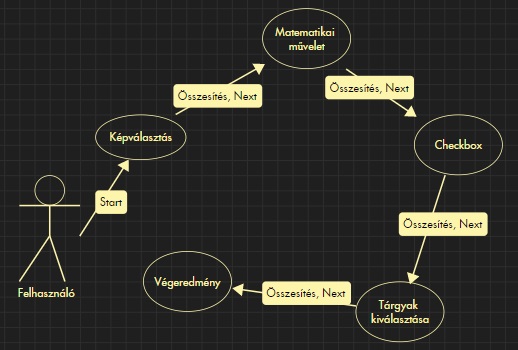 Matematikai
művelet
Összesítés, Next
Összesítés, Next
Képválasztás
Checkbox
Start
Összesítés, Next
Felhasználó
Végeredmény
Összesítés, Next
Tárgyak
kiválasztása